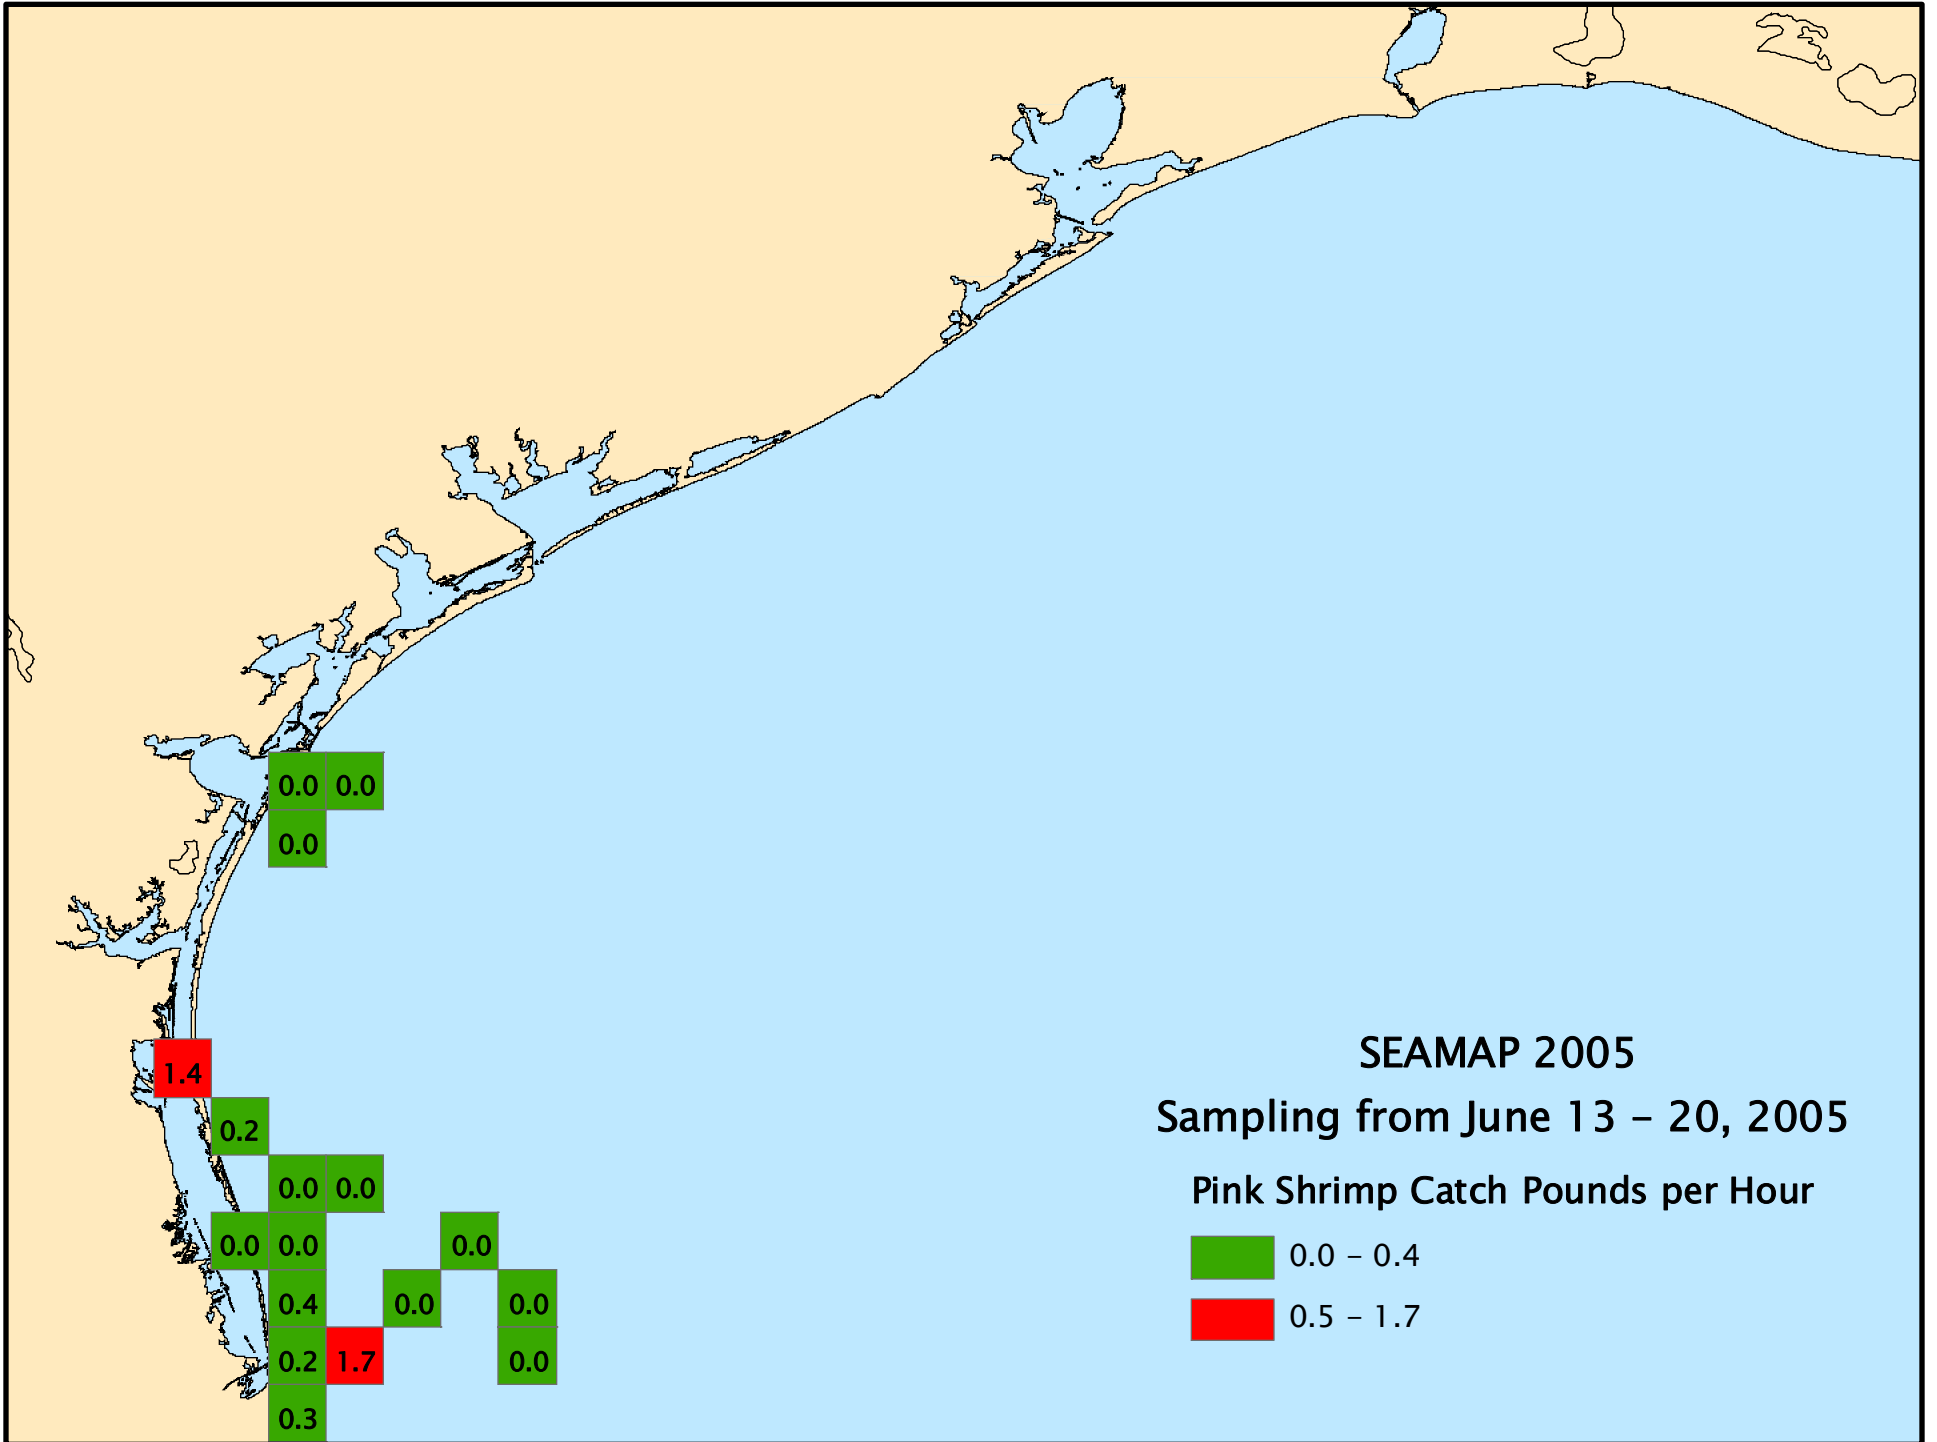 0.0 0.0
0.0
1.4
SEAMAP 2005
0.2
Sampling from June 13 – 20, 2005
0.0 0.0
Pink Shrimp Catch Pounds per Hour
0.0 0.0 0.0
0.0 – 0.4
0.4 0.0 0.0
0.5 – 1.7
0.2 1.7 0.0
0.3